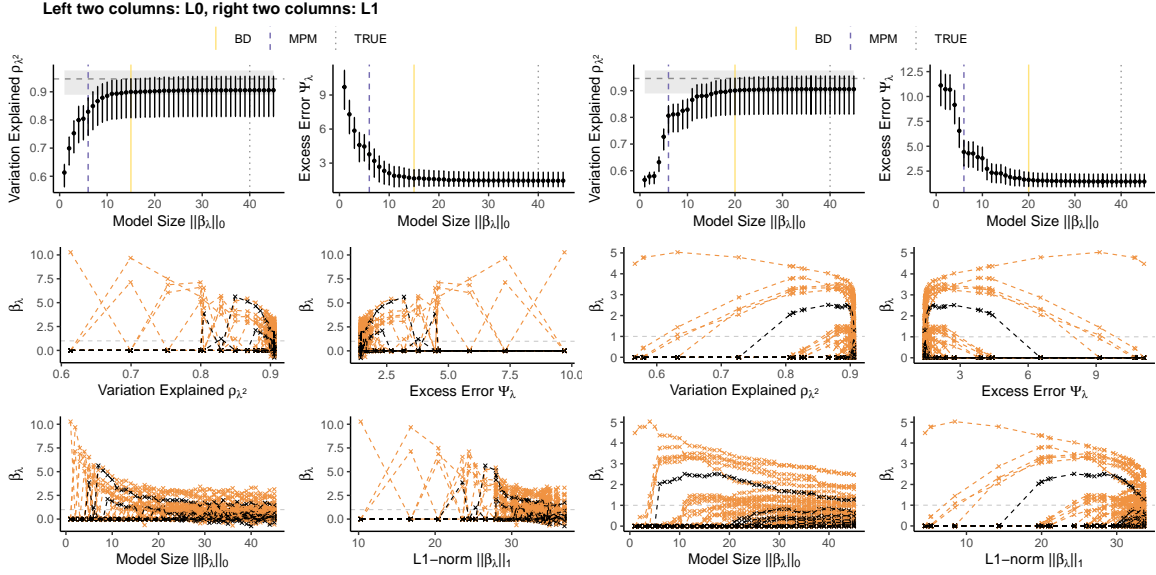 Left two columns: L0, right two columns: L1
BD MPM TRUE
BD MPM TRUE
Variation Explained ρλ²
0.9
0.8
0.7
0.6
0 10 20 30 40
Model Size ||βλ||0
Excess Error Ψλ
9
6
3
0 10 20 30 40
Model Size ||βλ||0
Variation Explained ρλ²
0.9
0.8
0.7
0.6
0 10 20 30 40
Model Size ||βλ||0
Excess Error Ψλ
12.5
10.0
7.5
5.0
2.5
0 10 20 30 40
Model Size ||βλ||0
βλ
10.0
7.5
5.0
2.5
0.0
0.6 0.7 0.8 0.9
Variation Explained ρλ²
βλ
10.0
7.5
5.0
2.5
0.0
2.5 5.0 7.5 10.0
Excess Error Ψλ
βλ
5
4
3
2
1
0
0.6 0.7 0.8 0.9
Variation Explained ρλ²
βλ
5
4
3
2
1
0
3 6 9
Excess Error Ψλ
βλ
10.0
7.5
5.0
2.5
0.0
0 10 20 30 40
Model Size ||βλ||0
βλ
10.0
7.5
5.0
2.5
0.0
10 20 30
L1−norm ||βλ||1
βλ
5
4
3
2
1
0
0 10 20 30 40
Model Size ||βλ||0
βλ
5
4
3
2
1
0
10 20 30
L1−norm ||βλ||1